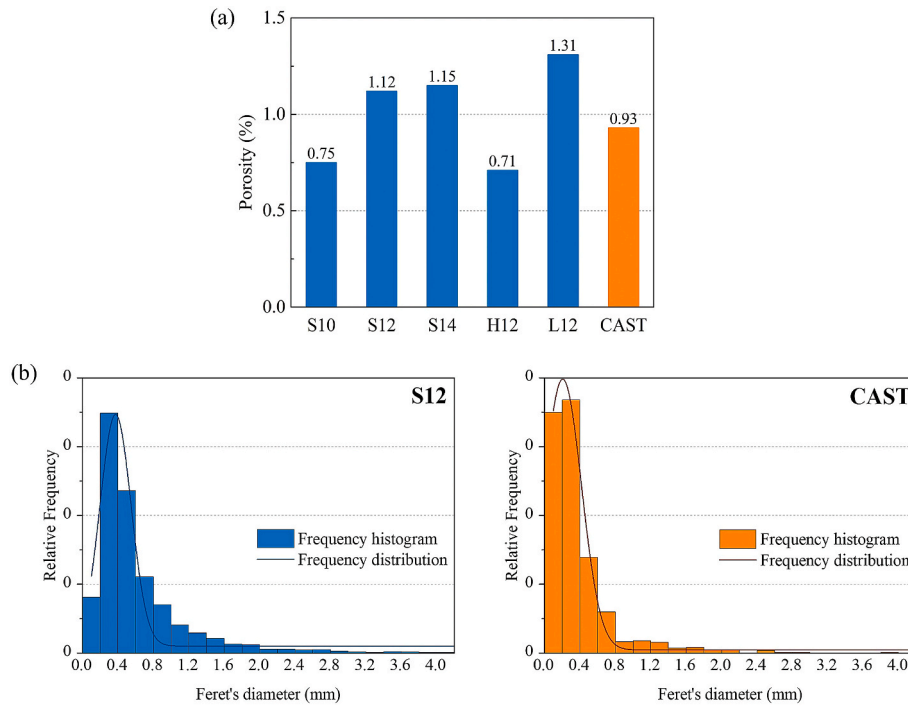 (a)
Porosity (%)
1.5
1.0
0.5
0.0
0.75
1.12
1.15
0.71
1.31
0.93
S10 S12 S14 H12 L12 CAST
(b)
S12
Relative Frequency
0
0
0
0
0
Frequency histogram
Frequency distribution
0.0 0.4 0.8 1.2 1.6 2.0 2.4 2.8 3.2 3.6 4.0
Feret's diameter (mm)
CAST
Relative Frequency
0
0
0
0
0
Frequency histogram
Frequency distribution
0.0 0.4 0.8 1.2 1.6 2.0 2.4 2.8 3.2 3.6 4.0
Feret's diameter (mm)